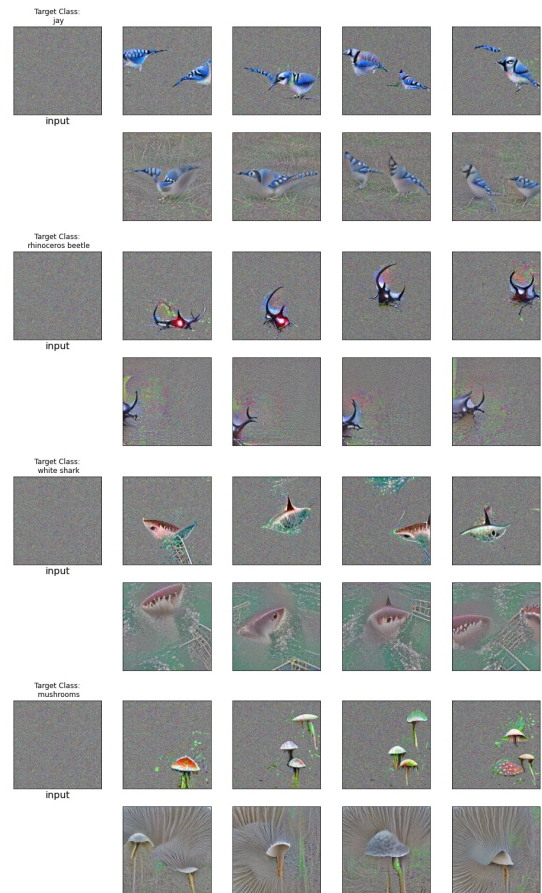 Target Class:
jay
input
Target Class:
rhinoceros beetle
input
Target Class:
white shark
input
Target Class:
mushrooms
input